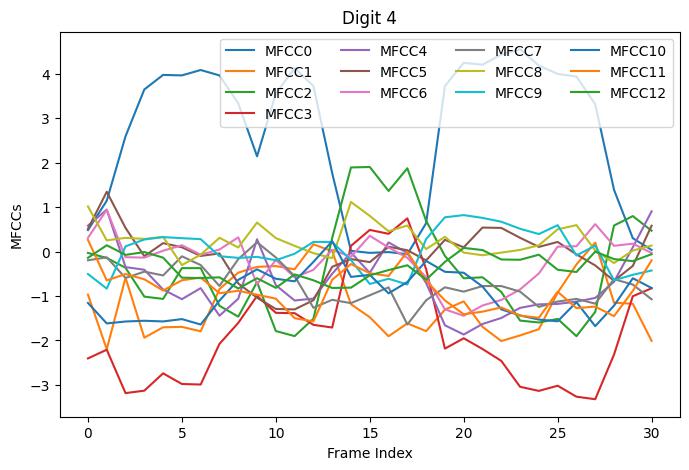 Digit 4
MFCC0 MFCC4 MFCC7 MFCC10
MFCC1 MFCC5 MFCC8 MFCC11
MFCC2 MFCC6 MFCC9 MFCC12
MFCC3
MFCCs
4
3
2
1
0
−1
−2
−3
0 5 10 15 20 25 30
Frame Index